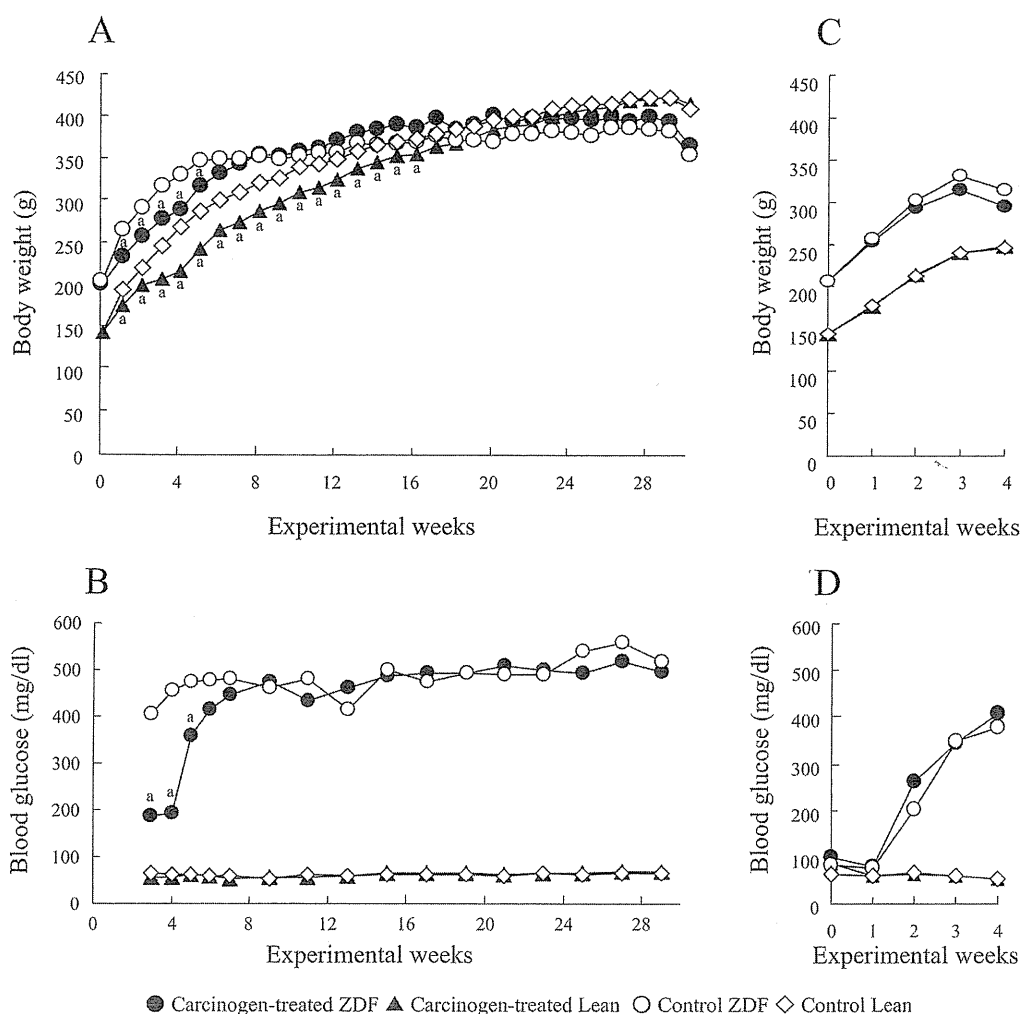 A
C
450
400
350
300
250
200
150
100
50
0
Body weight (g)
a a a a a
a a a a a a a a a a a a a a a a
0 4 8 12 16 20 24 28
Experimental weeks
450
400
350
300
250
200
150
100
50
0
Body weight (g)
0 1 2 3 4
Experimental weeks
B
D
600
500
400
300
200
100
0
Blood glucose (mg/dl)
a a a
0 4 8 12 16 20 24 28
Experimental weeks
600
500
400
300
200
100
0
Blood glucose (mg/dl)
0 1 2 3 4
Experimental weeks
Carcinogen-treated ZDF Carcinogen-treated Lean Control ZDF Control Lean